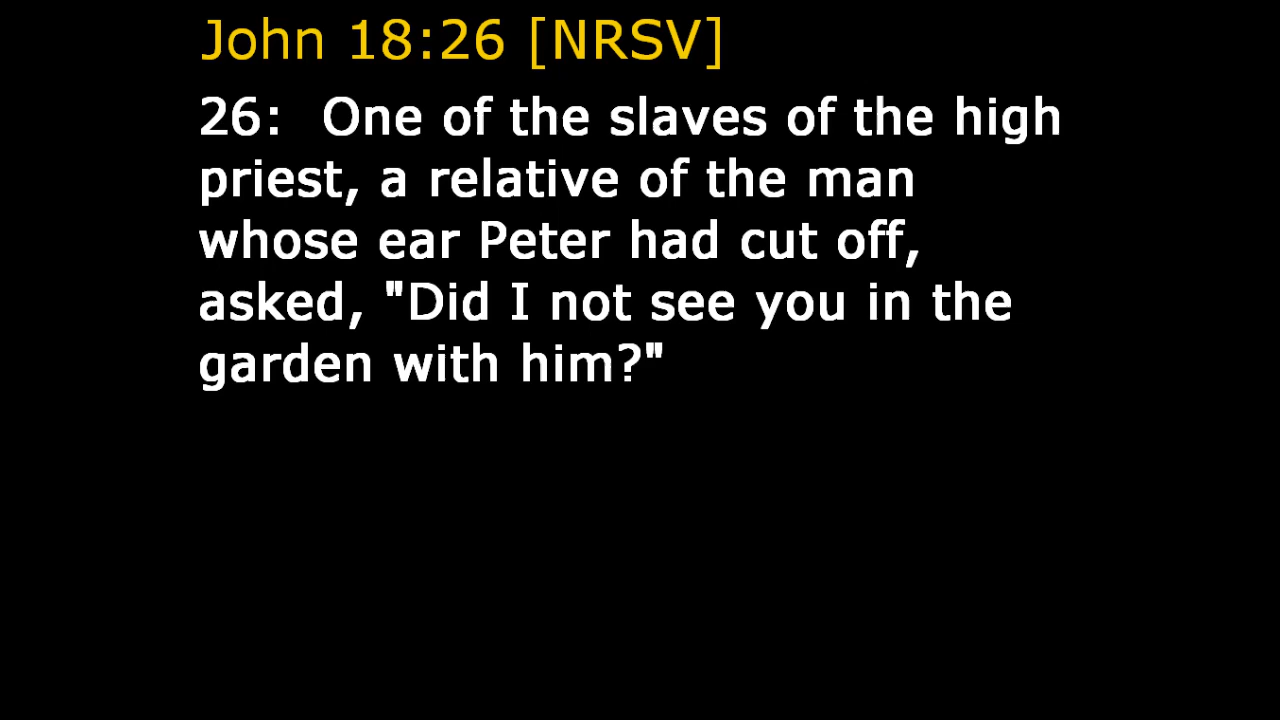 John 18:26 [NRSV]
26:  One of the slaves of the high
priest, a relative of the man
whose ear Peter had cut off,
asked, "Did I not see you in the
garden with him?"